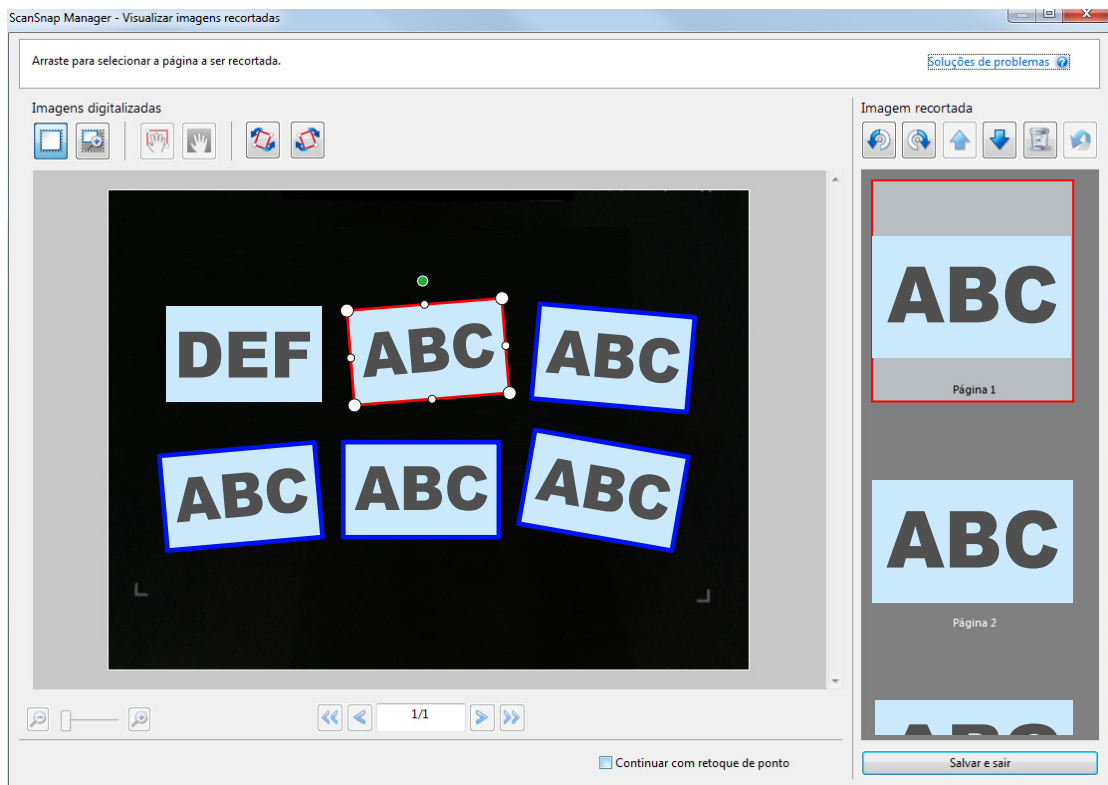 ScanSnap Manager - Visualizar imagens recortadas
Arraste para selecionar a página a ser recortada.
Soluções de problemas
Imagens digitalizadas
Imagem recortada
DEF
ABC
ABC
ABC
ABC
ABC
ABC
Página 1
ABC
Página 2
ABC
1/1
Continuar com retoque de ponto
Salvar e sair